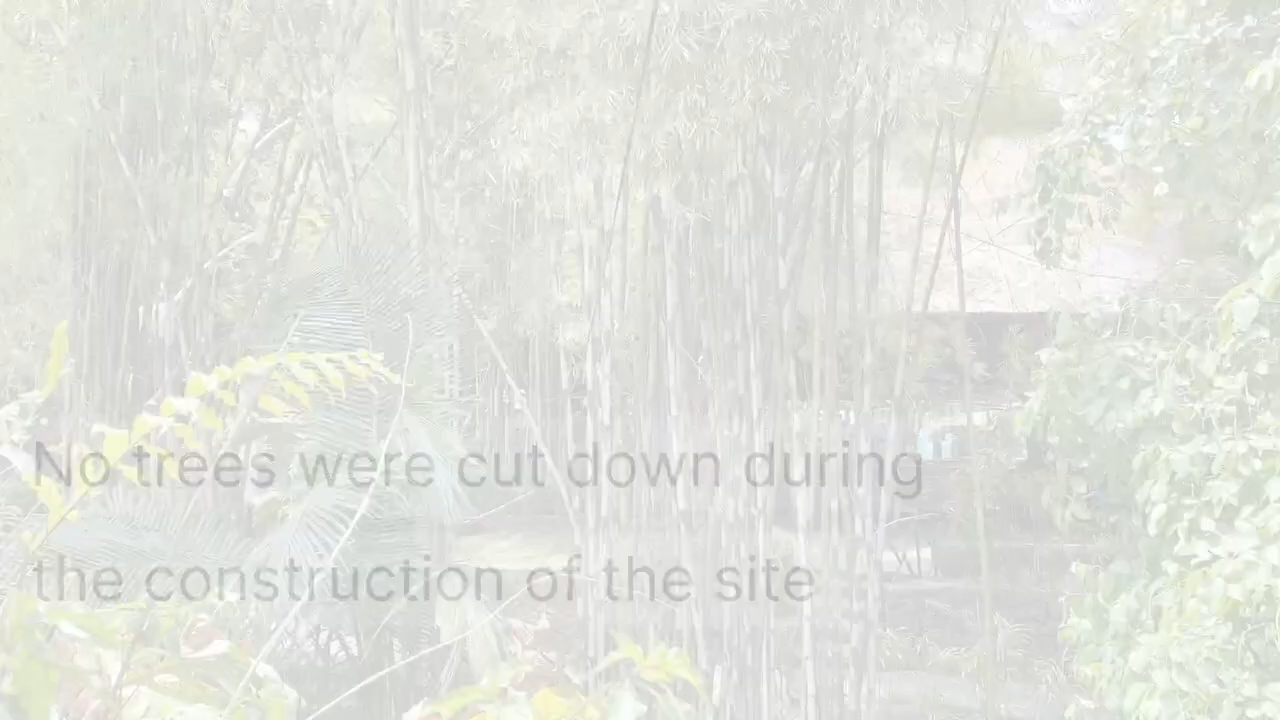 No trees were cut down during
the construction of the site